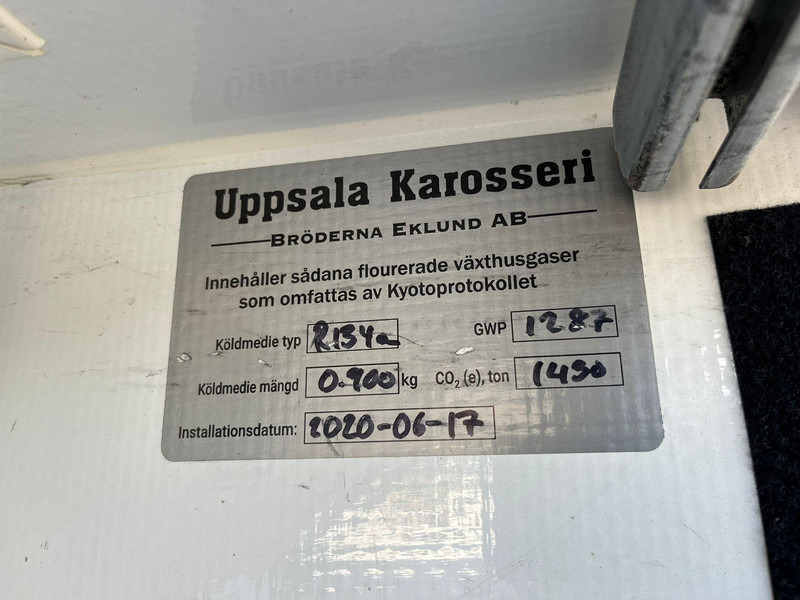 Uppsala Karosseri
BRÖDERNA EKLUND AB
Innehåller sådana flourerade växthusgaser
som omfattas av Kyotoprotokollet
Köldmedie typ R134a GWP 1287
Köldmedie mängd 0.900 kg CO₂(e), ton 1430
Installationsdatum: 2020-06-17